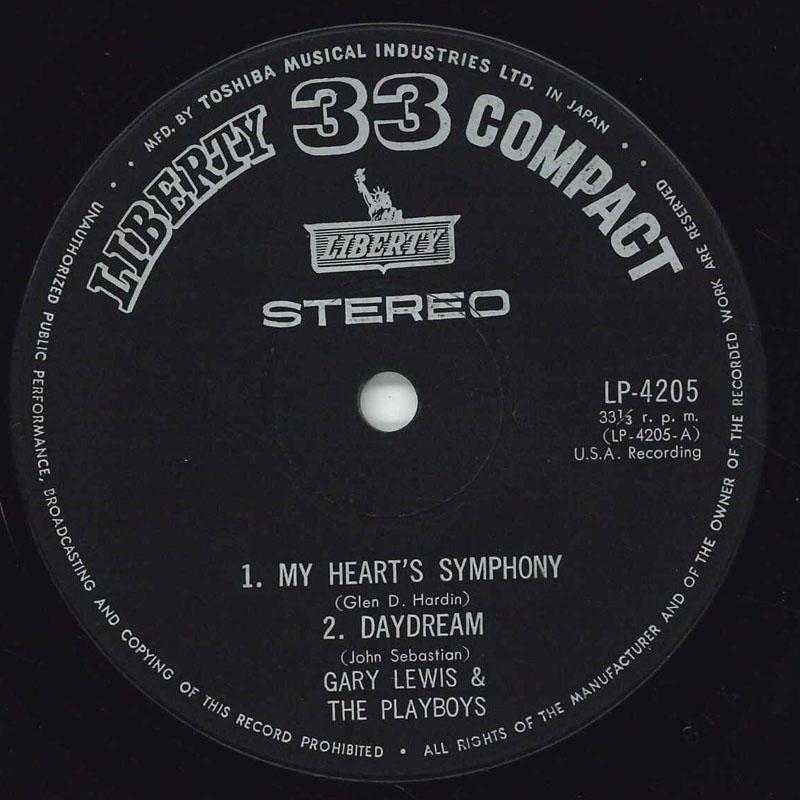 MFD. BY TOSHIBA MUSICAL INDUSTRIES LTD. IN JAPAN
LIBERTY 33 COMPACT
LIBERTY
STEREO
LP-4205
33⅓ r. p. m.
(LP-4205-A)
U.S.A. Recording
1. MY HEART'S SYMPHONY
(Glen D. Hardin)
2. DAYDREAM
(John Sebastian)
GARY LEWIS &
THE PLAYBOYS
UNAUTHORIZED PUBLIC PERFORMANCE, BROADCASTING AND COPYING OF THIS RECORD PROHIBITED • ALL RIGHTS OF THE MANUFACTURER AND OF THE OWNER OF THE RECORDED WORK ARE RESERVED